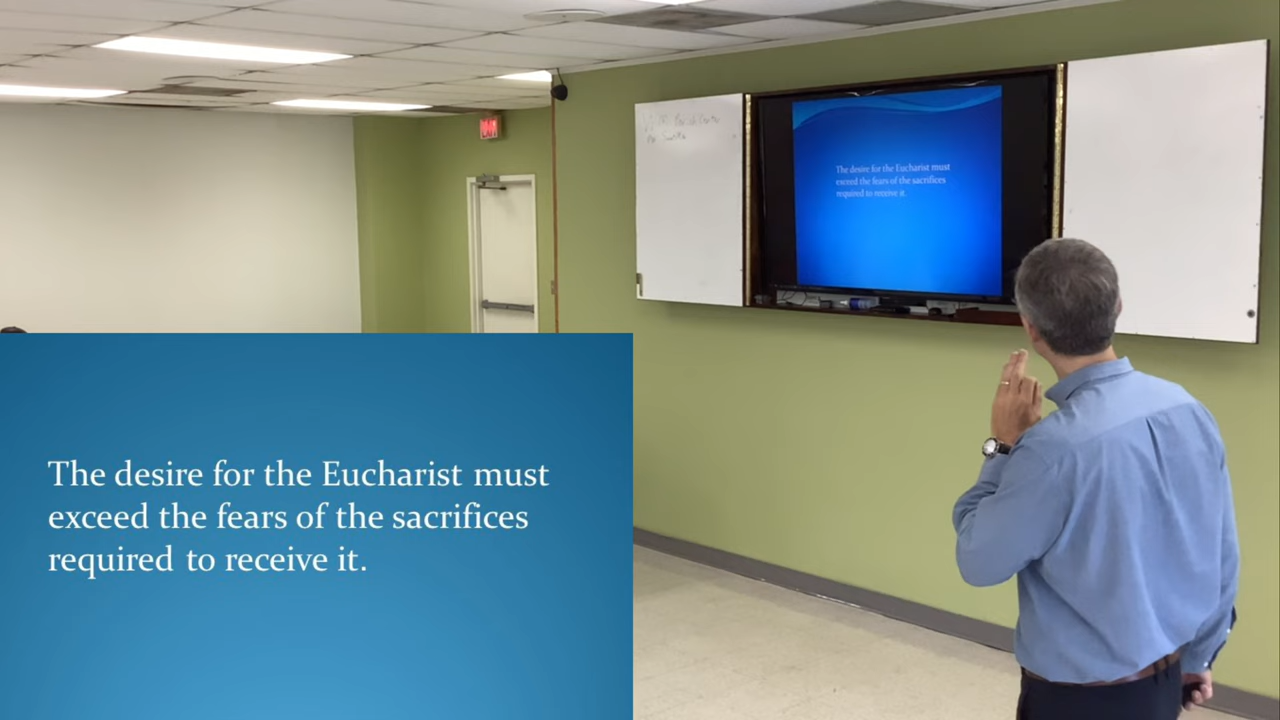 The desire for the Eucharist must
exceed the fears of the sacrifices
required to receive it.
The desire for the Eucharist must
exceed the fears of the sacrifices
required to receive it.